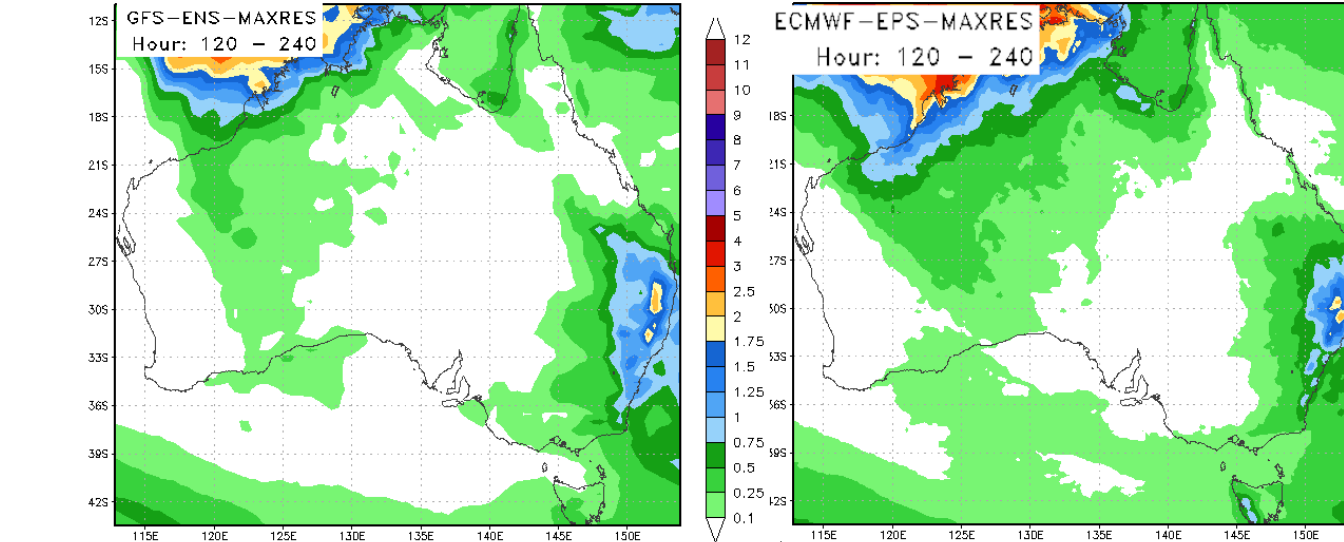 GFS-ENS-MAXRES
Hour: 120 – 240
12S
15S
18S
21S
24S
27S
30S
33S
36S
39S
42S
115E
120E
125E
130E
135E
140E
145E
150E
12
11
10
9
8
7
6
5
4
3
2.5
2
1.75
1.5
1.25
1
0.75
0.5
0.25
0.1
ECMWF-EPS-MAXRES
Hour: 120 – 240
18S
21S
24S
27S
30S
33S
36S
39S
42S
115E
120E
125E
130E
135E
140E
145E
150E